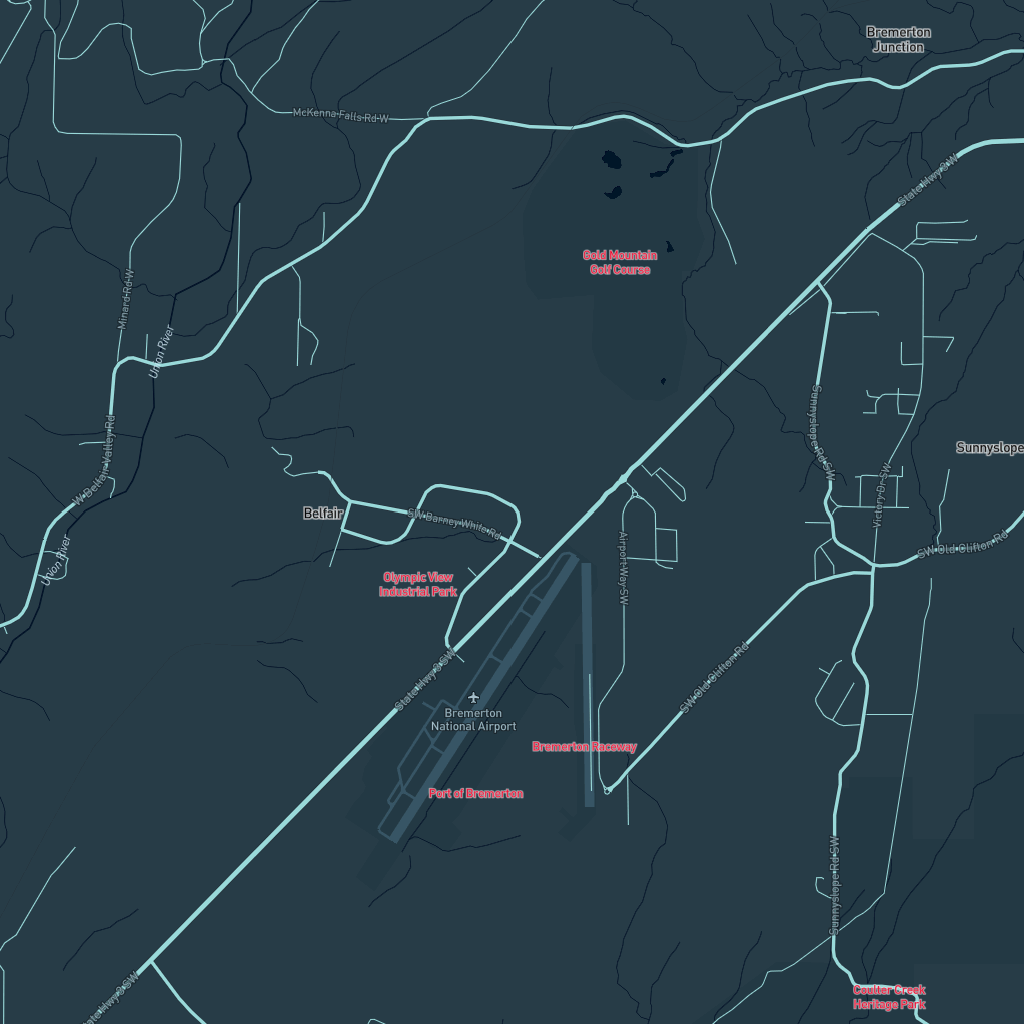 Bremerton
Junction
McKenna Falls Rd W
State Hwy 3 SW
Gold Mountain
Golf Course
Minard Rd W
Union River
Sunnyslope Rd SW
W Belfair Valley Rd
Sunnyslope
Victory Dr SW
Belfair
SW Barney White Rd
SW Old Clifton Rd
Union River
Airport Way SW
Olympic View
Industrial Park
State Hwy 3 SW
SW Old Clifton Rd
Bremerton
National Airport
Bremerton Raceway
Port of Bremerton
Sunnyslope Rd SW
State Hwy 3 SW
Coulter Creek
Heritage Park